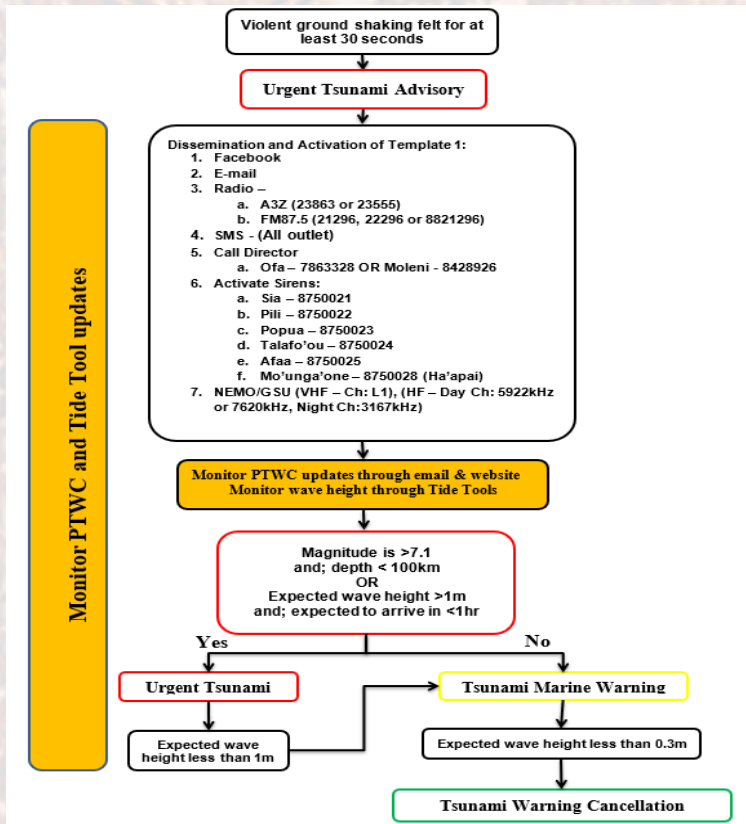 Violent ground shaking felt for at
least 30 seconds
Urgent Tsunami Advisory
Monitor PTWC and Tide Tool updates
Dissemination and Activation of Template 1:
1. Facebook
2. E-mail
3. Radio –
a. A3Z (23863 or 23555)
b. FM87.5 (21296, 22296 or 8821296)
4. SMS - (All outlet)
5. Call Director
a. Ofa – 7863328 OR Moleni - 8428926
6. Activate Sirens:
a. Sia – 8750021
b. Pili – 8750022
c. Popua – 8750023
d. Talafo’ou – 8750024
e. Afaa – 8750025
f. Mo’unga’one – 8750028 (Ha’apai)
7. NEMO/GSU (VHF – Ch: L1), (HF – Day Ch: 5922kHz
or 7620kHz, Night Ch:3167kHz)
Monitor PTWC updates through email & website
Monitor wave height through Tide Tools
Magnitude is >7.1
and; depth < 100km
OR
Expected wave height >1m
and; expected to arrive in <1hr
Yes
No
Urgent Tsunami
Tsunami Marine Warning
Expected wave
height less than 1m
Expected wave height less than 0.3m
Tsunami Warning Cancellation